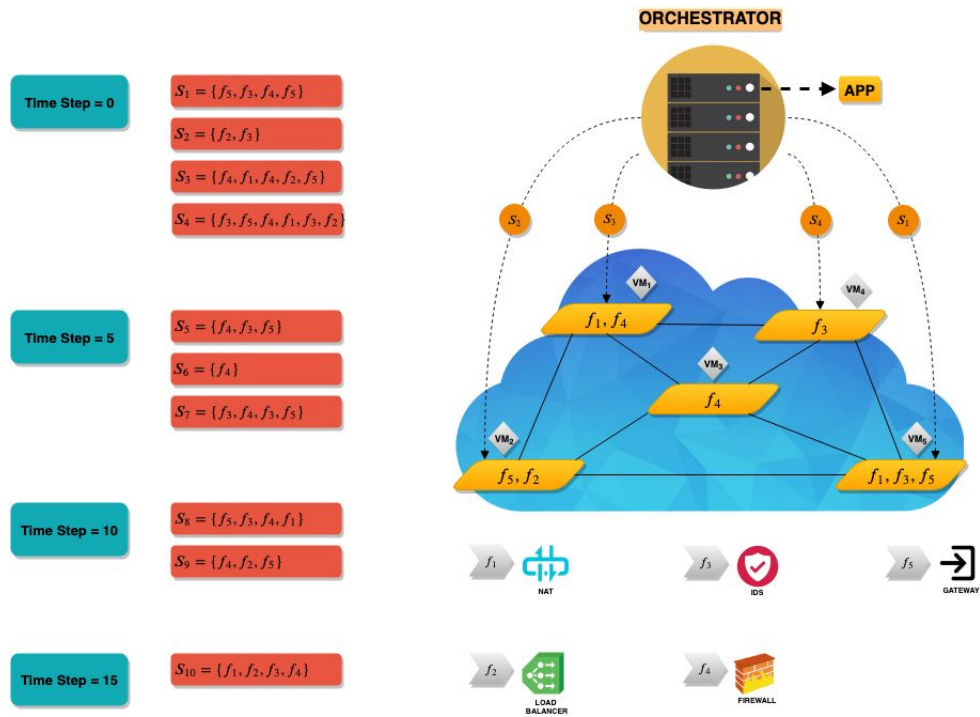 ORCHESTRATOR
APP
Time Step = 0
S₁ = {f₅, f₃, f₄, f₅}
S₂ = {f₂, f₃}
S₃ = {f₄, f₁, f₄, f₂, f₅}
S₄ = {f₃, f₅, f₄, f₁, f₃, f₂}
Time Step = 5
S₅ = {f₄, f₃, f₅}
S₆ = {f₄}
S₇ = {f₃, f₄, f₃, f₅}
Time Step = 10
S₈ = {f₅, f₃, f₄, f₁}
S₉ = {f₄, f₂, f₅}
Time Step = 15
S₁₀ = {f₁, f₂, f₃, f₄}
S₂
S₃
S₄
S₁
VM₁
f₁, f₄
VM₄
f₃
VM₃
f₄
VM₂
f₅, f₂
VM₅
f₁, f₃, f₅
f₁
NAT
f₃
IDS
f₅
GATEWAY
f₂
LOAD
BALANCER
f₄
FIREWALL